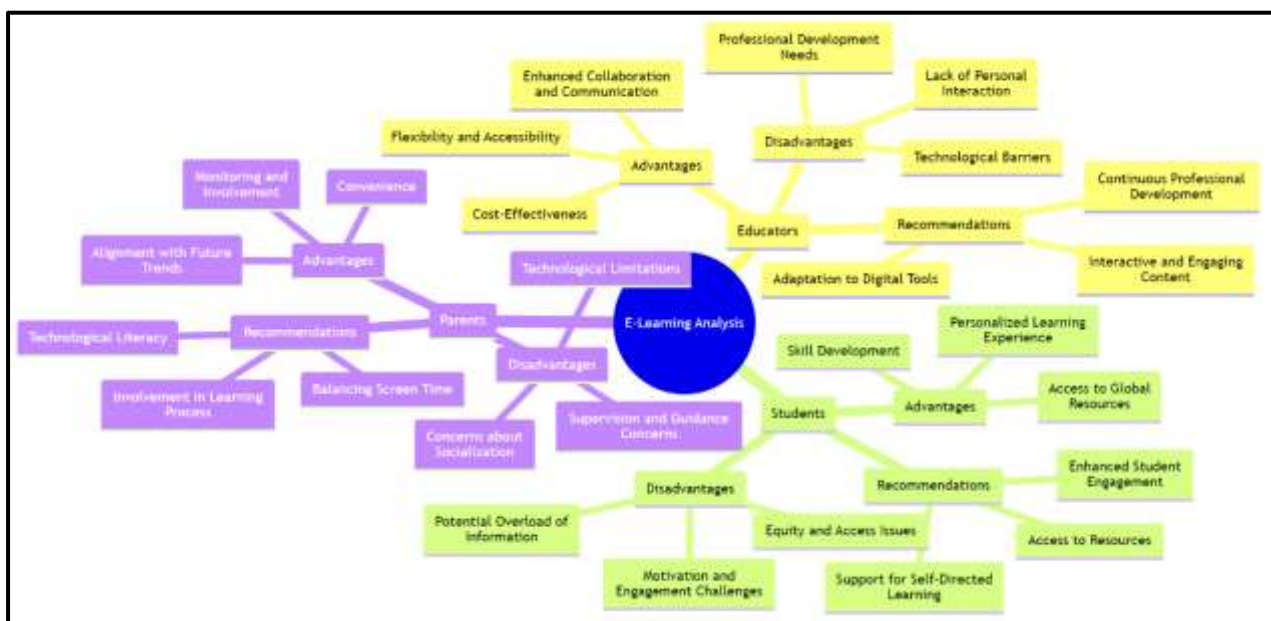 Professional Development
Needs
Enhanced Collaboration
and Communication
Lack of Personal
Interaction
Flexibility and Accessibility
Disadvantages
Advantages
Technological Barriers
Cost-Effectiveness
Educators
Recommendations
Continuous Professional
Development
Adaptation to Digital Tools
Interactive and Engaging
Content
Monitoring and
Involvement
Convenience
Alignment with Future
Trends
Advantages
Technological Limitations
Parents
E-Learning Analysis
Technological Literacy
Recommendations
Disadvantages
Involvement in Learning
Process
Balancing Screen Time
Concerns about
Socialization
Supervision and Guidance
Concerns
Skill Development
Personalized Learning
Experience
Students
Advantages
Access to Global
Resources
Disadvantages
Recommendations
Enhanced Student
Engagement
Potential Overload of
Information
Equity and Access Issues
Access to Resources
Motivation and
Engagement Challenges
Support for Self-Directed
Learning